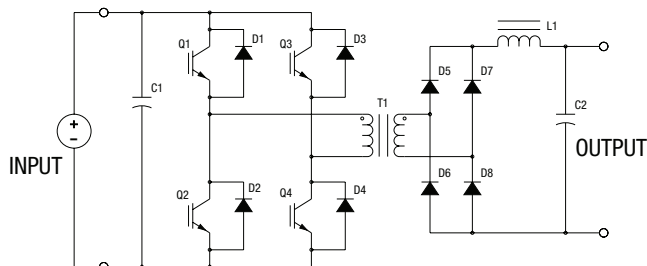 L1
Q1
D1
Q3
D3
D5
D7
C1
T1
C2
+
−
INPUT
OUTPUT
Q2
D2
Q4
D4
D6
D8